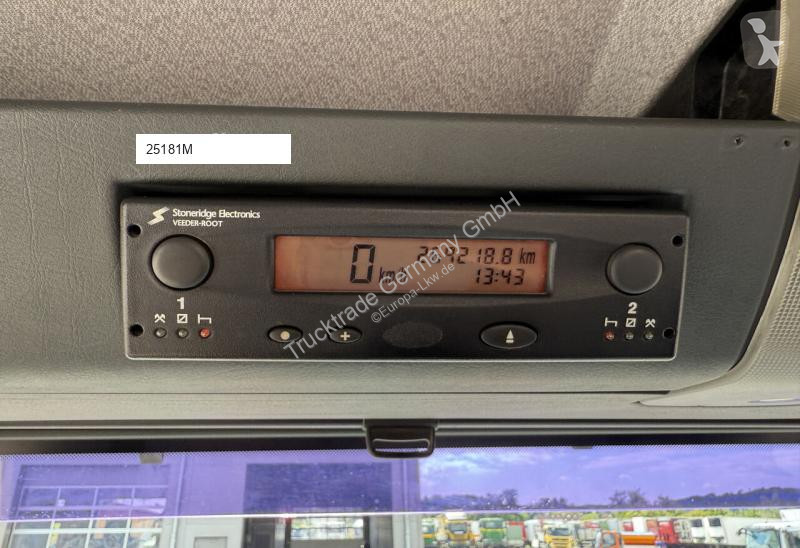 25181M
Stoneridge Electronics
VEEDER-ROOT
0 km/h
18.8 km
13:43
1
2
Trucktrade Germany GmbH
©Europa-Lkw.de